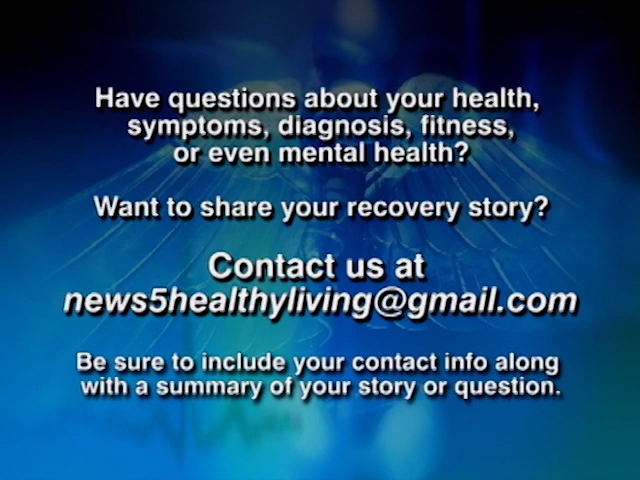 Have questions about your health,
symptoms, diagnosis, fitness,
or even mental health?
Want to share your recovery story?
Contact us at
news5healthyliving@gmail.com
Be sure to include your contact info along
with a summary of your story or question.